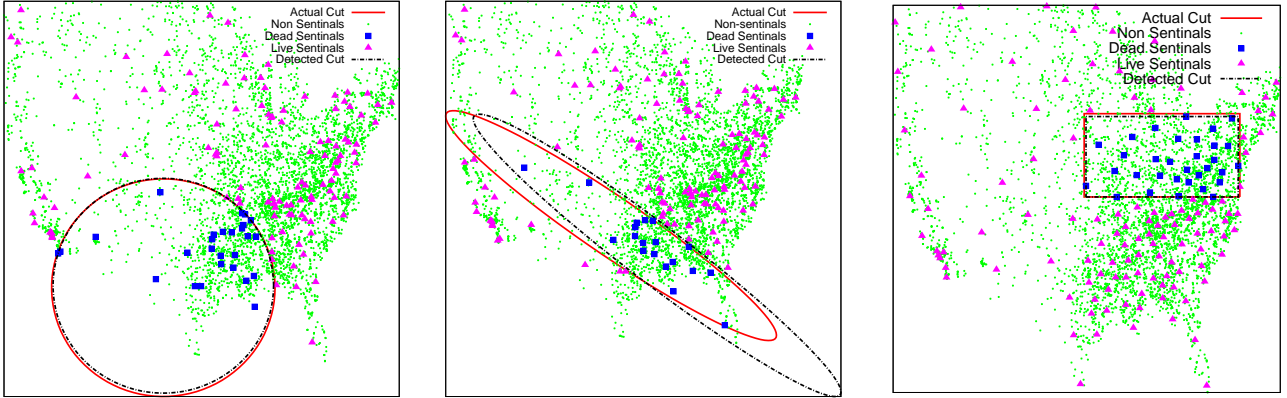 Actual Cut
Non Sentinals
Dead Sentinals
Live Sentinals
Detected Cut
Actual Cut
Non-sentinals
Dead Sentinals
Live Sentinals
Detected Cut
Actual Cut
Non Sentinals
Dead Sentinals
Live Sentinals
Detected Cut